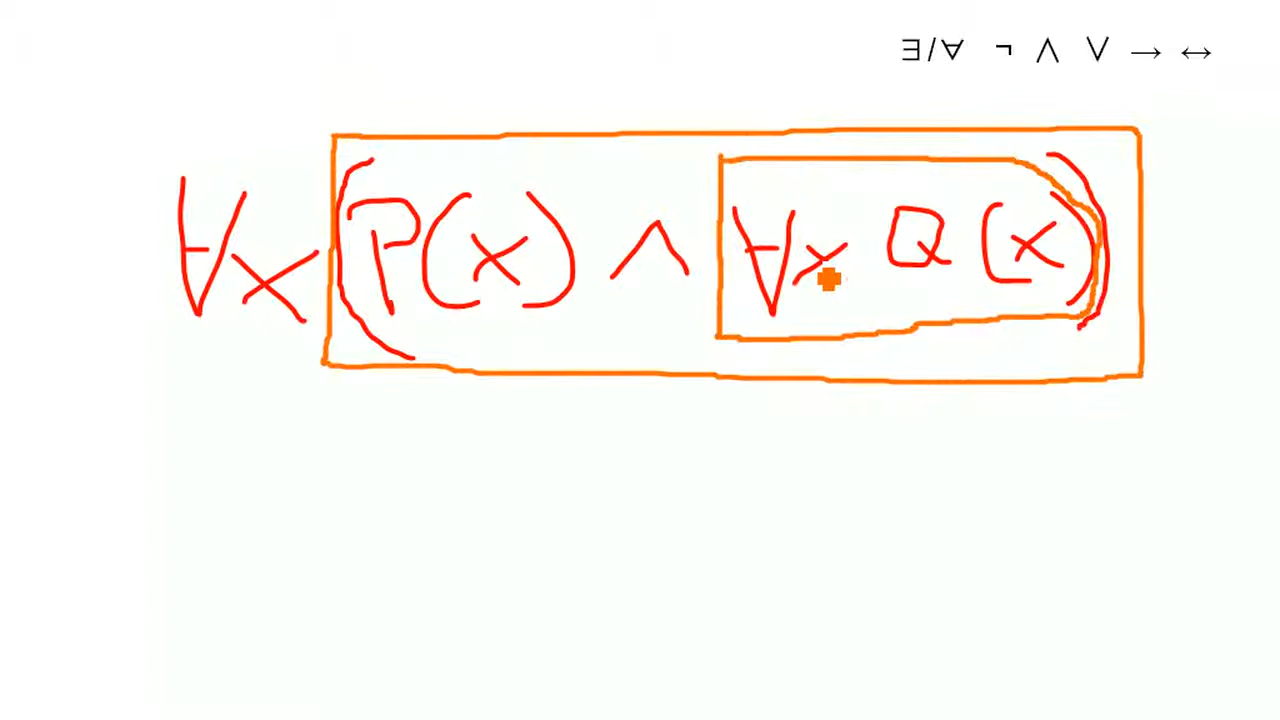 ∃/∀ ¬ ∧ ∨ → ↔
∀x(P(x) ∧ ∀x Q(x))